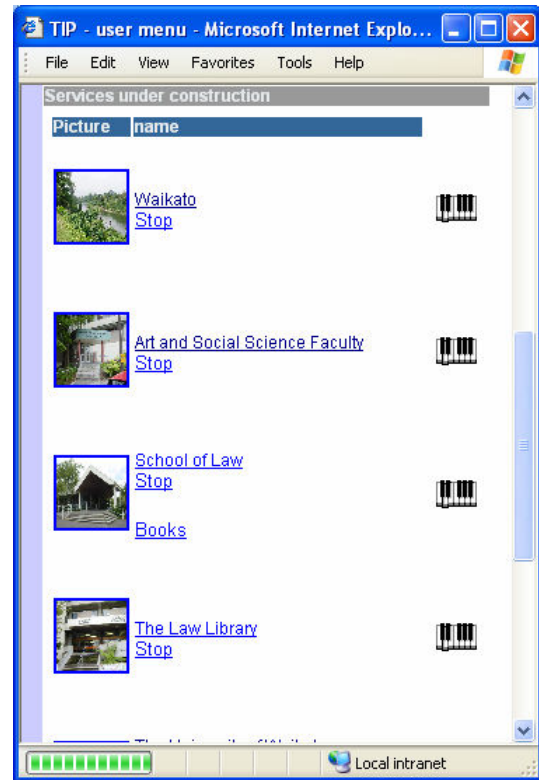 TIP - user menu - Microsoft Internet Explo...
File Edit View Favorites Tools Help
Services under construction
Picture name
Waikato
Stop
Art and Social Science Faculty
Stop
School of Law
Stop
Books
The Law Library
Stop
Local intranet